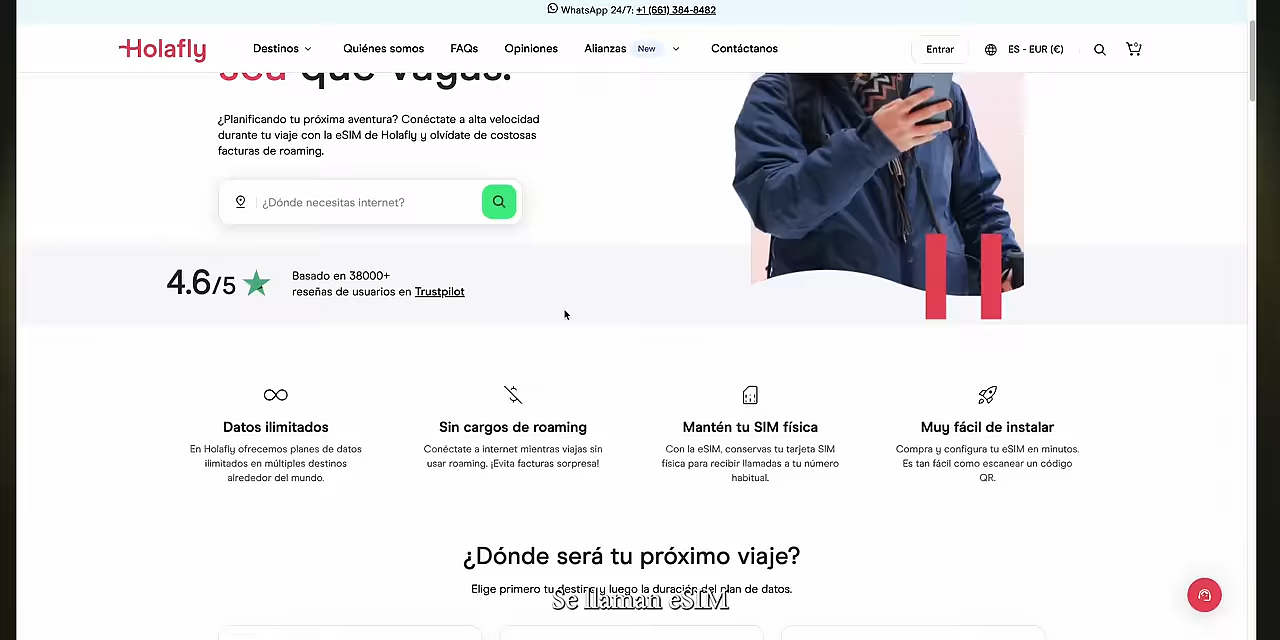 WhatsApp 24/7: +1 (661) 384-8482
Holafly
Destinos
Quiénes somos
FAQs
Opiniones
Alianzas New
Contáctanos
Entrar
ES - EUR (€)
0
que vayas.
¿Planificando tu próxima aventura? Conéctate a alta velocidad
durante tu viaje con la eSIM de Holafly y olvídate de costosas
facturas de roaming.
¿Dónde necesitas internet?
4.6/5
Basado en 38000+
reseñas de usuarios en Trustpilot
Datos ilimitados
En Holafly ofrecemos planes de datos
ilimitados en múltiples destinos
alrededor del mundo.
Sin cargos de roaming
Conéctate a internet mientras viajas sin
usar roaming. ¡Evita facturas sorpresa!
Mantén tu SIM física
Con la eSIM, conservas tu tarjeta SIM
física para recibir llamadas a tu número
habitual.
Muy fácil de instalar
Compra y configura tu eSIM en minutos.
Es tan fácil como escanear un código
QR.
¿Dónde será tu próximo viaje?
Elige primero tu destino y luego la duración del plan de datos.
Se llaman eSIM